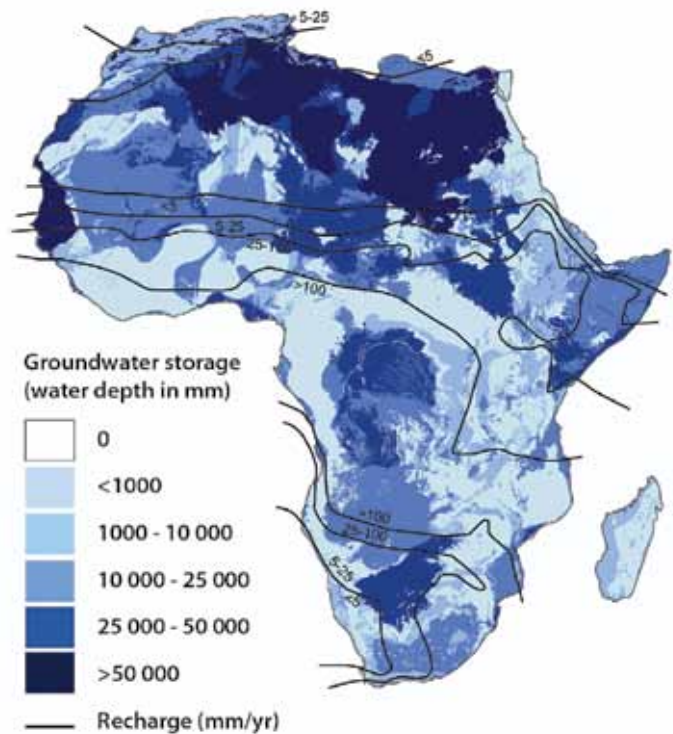 5-25
<5
<5
5-25
25-100
>100
Groundwater storage
(water depth in mm)
0
<1000
1000 - 10 000
10 000 - 25 000
25 000 - 50 000
>50 000
Recharge (mm/yr)
>100
25-100
5-25